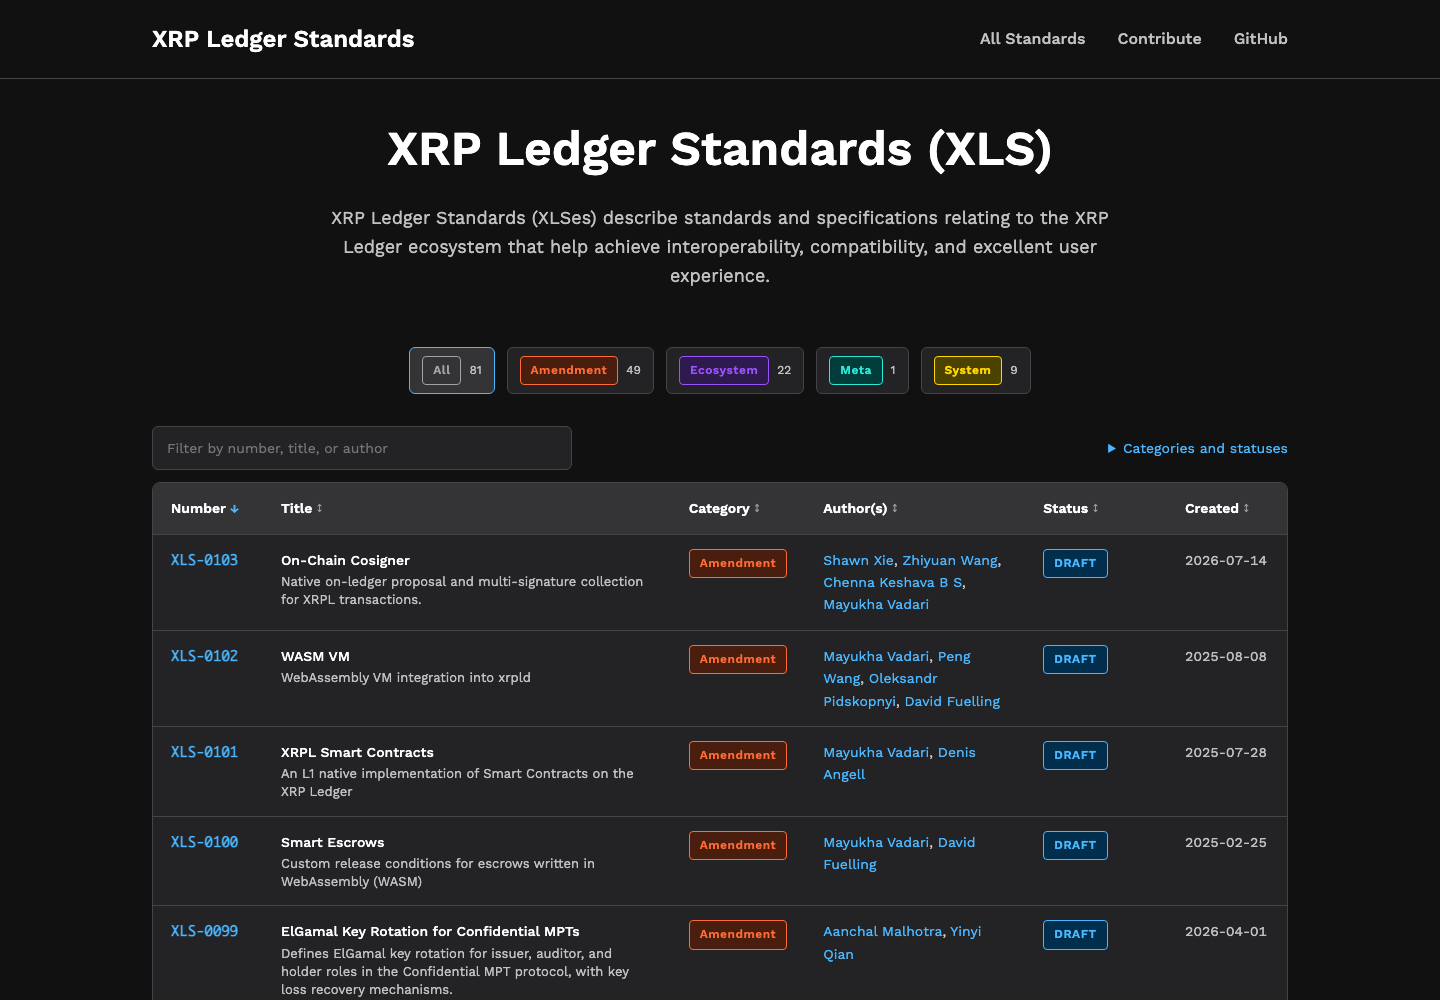 XRP Ledger Standards
All Standards Contribute GitHub
XRP Ledger Standards (XLS)
XRP Ledger Standards (XLSes) describe standards and specifications relating to the XRP
Ledger ecosystem that help achieve interoperability, compatibility, and excellent user
experience.
All 81 Amendment 49 Ecosystem 22 Meta 1 System 9
Filter by number, title, or author
▶ Categories and statuses
Number ↓ Title ↕ Category ↕ Author(s) ↕ Status ↕ Created ↕
XLS-0103
On-Chain Cosigner
Native on-ledger proposal and multi-signature collection
for XRPL transactions.
Amendment
Shawn Xie, Zhiyuan Wang,
Chenna Keshava B S,
Mayukha Vadari
DRAFT
2026-07-14
XLS-0102
WASM VM
WebAssembly VM integration into xrpld
Amendment
Mayukha Vadari, Peng
Wang, Oleksandr
Pidskopnyi, David Fuelling
DRAFT
2025-08-08
XLS-0101
XRPL Smart Contracts
An L1 native implementation of Smart Contracts on the
XRP Ledger
Amendment
Mayukha Vadari, Denis
Angell
DRAFT
2025-07-28
XLS-0100
Smart Escrows
Custom release conditions for escrows written in
WebAssembly (WASM)
Amendment
Mayukha Vadari, David
Fuelling
DRAFT
2025-02-25
XLS-0099
ElGamal Key Rotation for Confidential MPTs
Defines ElGamal key rotation for issuer, auditor, and
holder roles in the Confidential MPT protocol, with key
loss recovery mechanisms.
Amendment
Aanchal Malhotra, Yinyi
Qian
DRAFT
2026-04-01